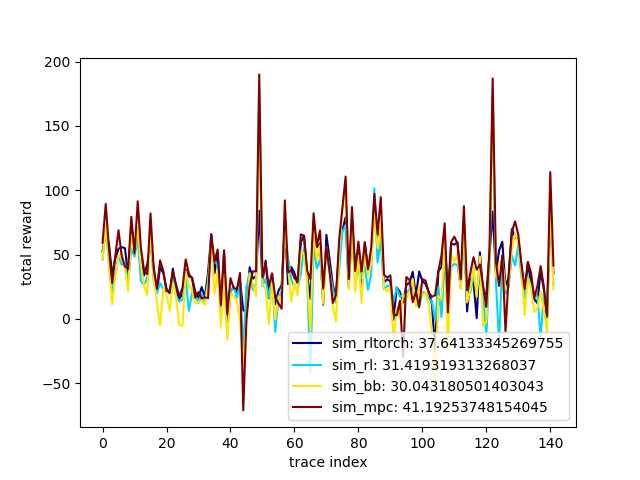 200
150
100
50
0
−50
total reward
0 20 40 60 80 100 120 140
trace index
sim_rltorch: 37.64133345269755
sim_rl: 31.419319313268037
sim_bb: 30.043180501403043
sim_mpc: 41.19253748154045